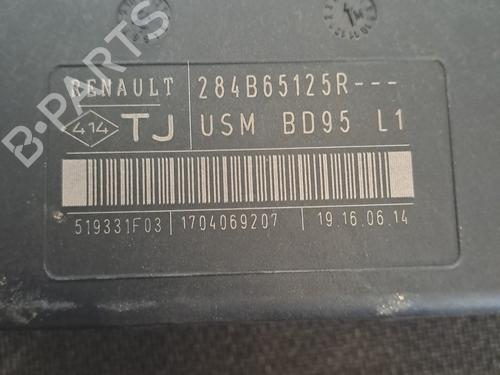 RENAULT 284B65125R---
414 TJ USM BD95 L1
519331F03 1704069207 19.16.06.14
B-PARTS